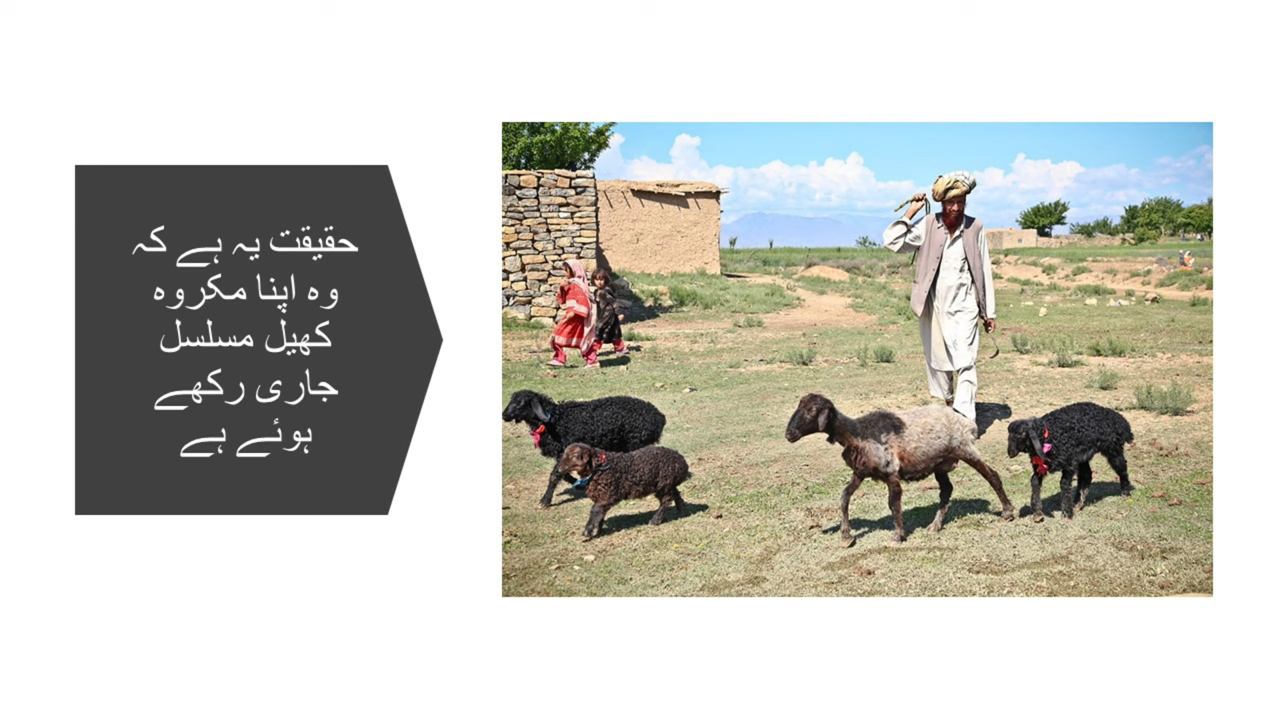 حقیقت یہ ہے کہ
وہ اپنا مکروہ
کھیل مسلسل
جاری رکھے
ہوئے ہے